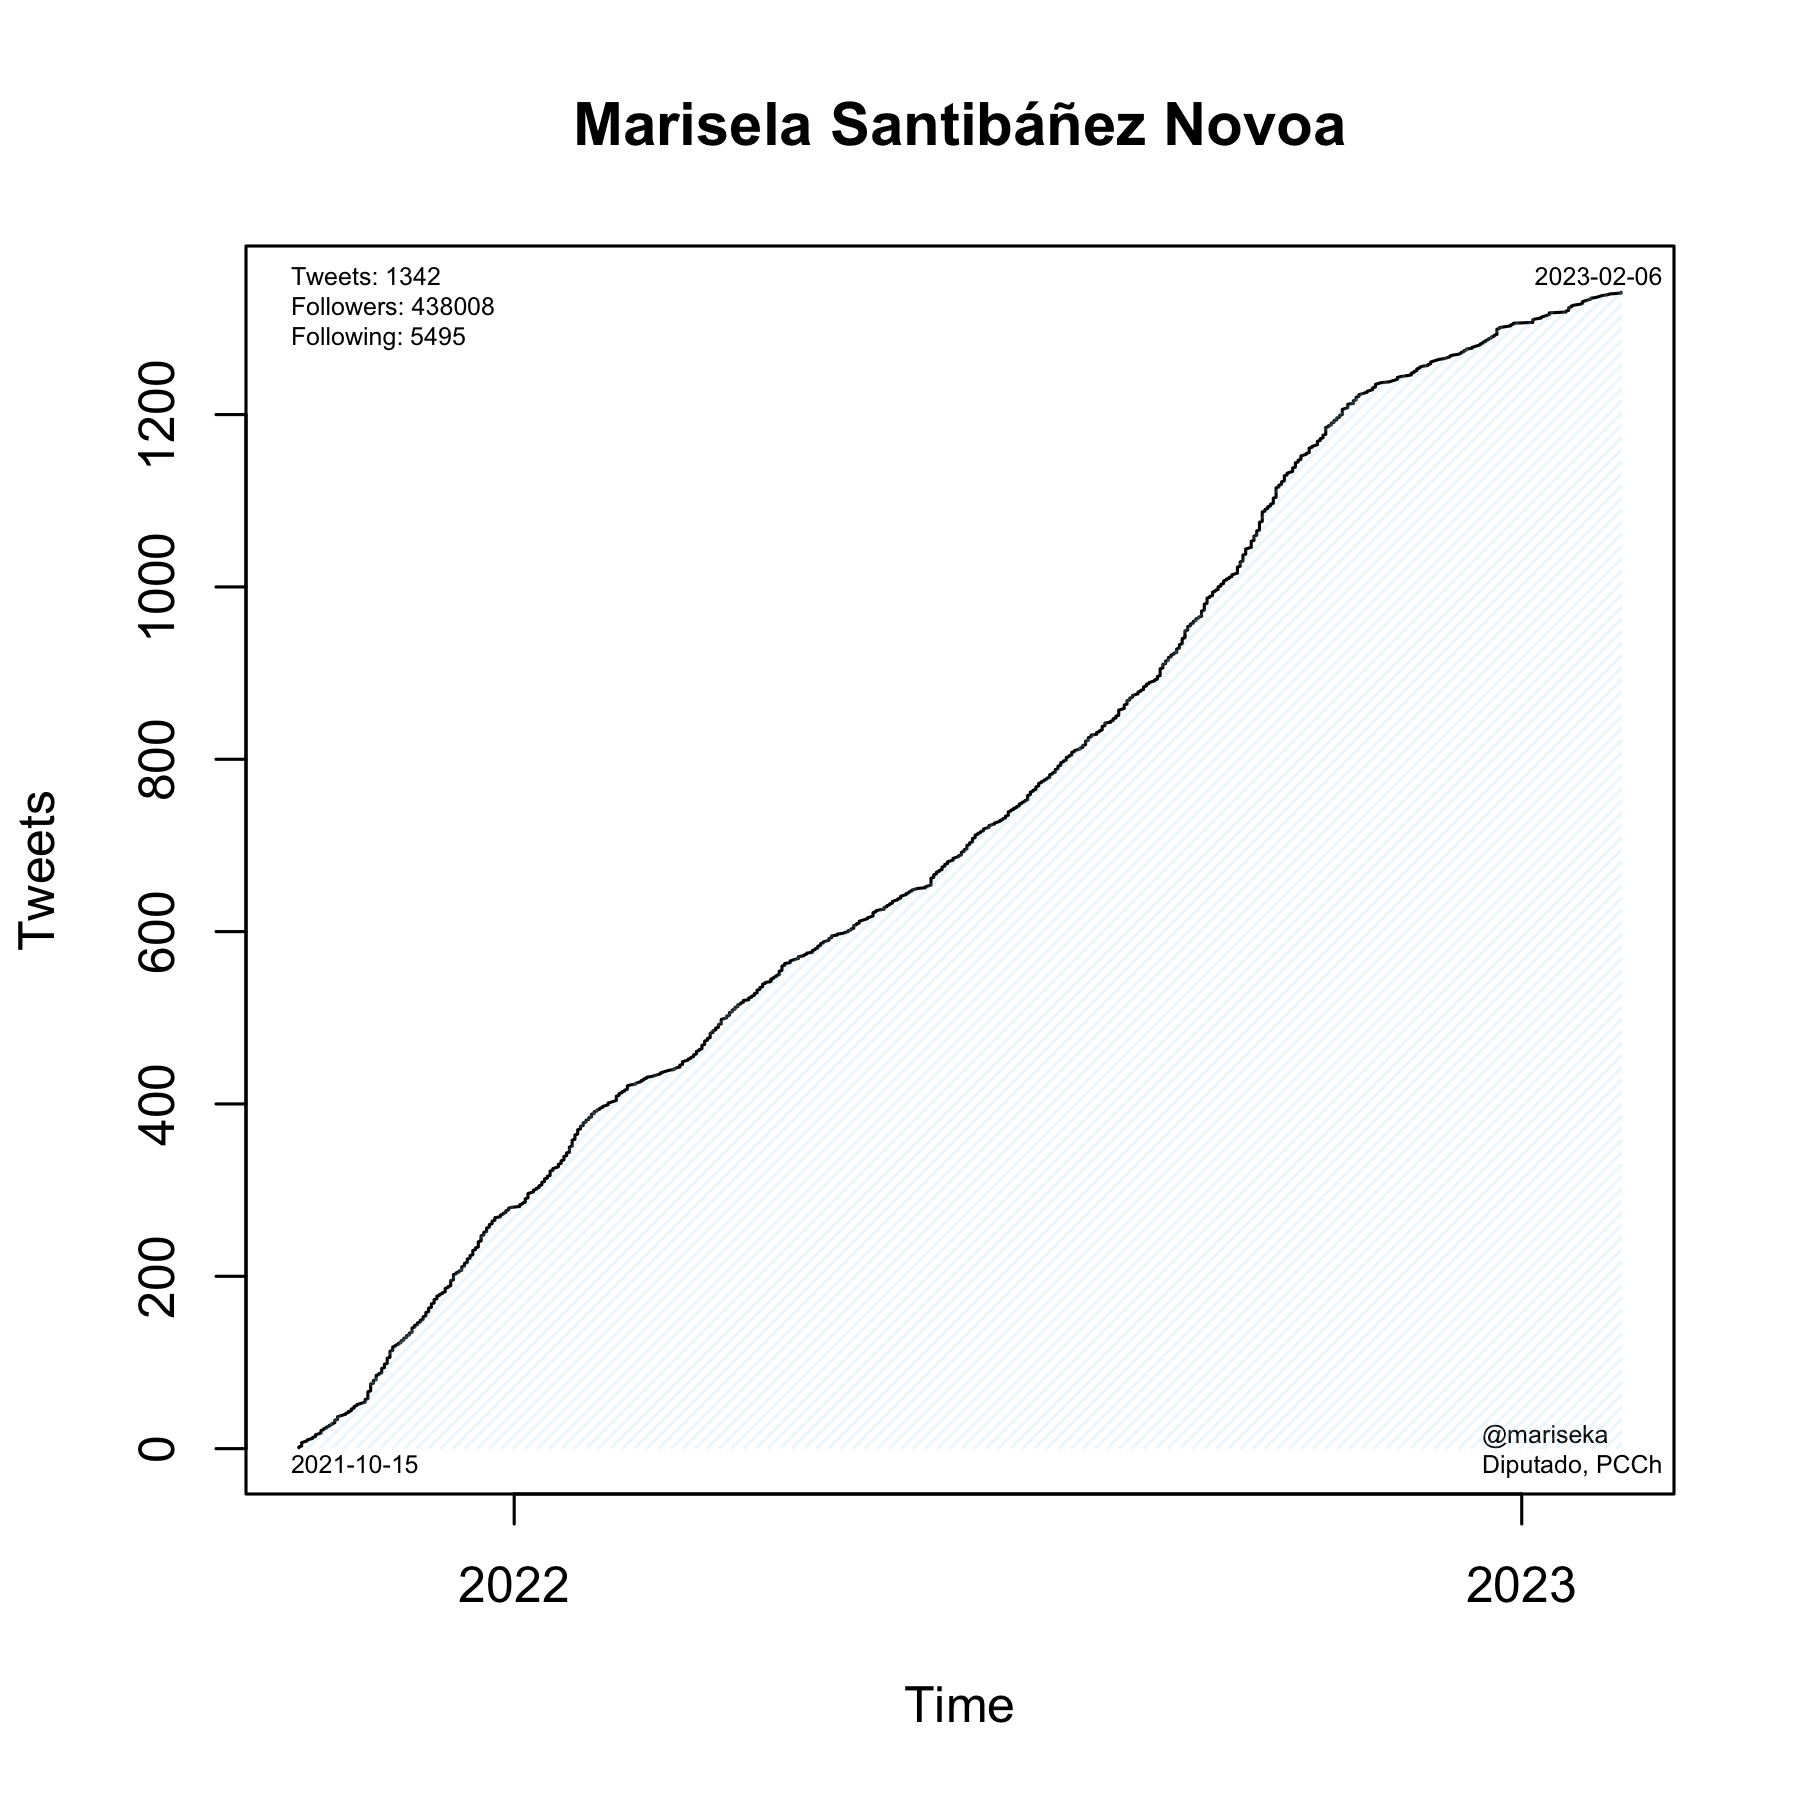 Marisela Santibáñez Novoa
Tweets: 1342
Followers: 438008
Following: 5495
2023-02-06
1200
1000
800
600
400
200
0
Tweets
2021-10-15
@mariseka
Diputado, PCCh
2022
2023
Time